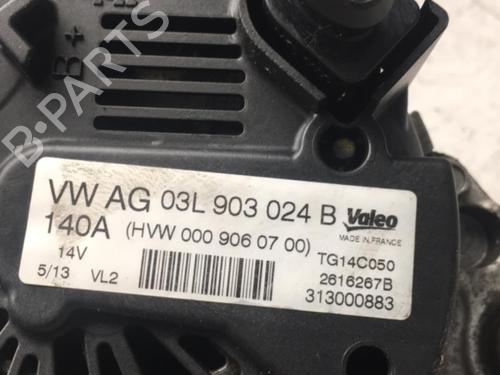 B+
B-PARTS
VW AG 03L 903 024 B Valeo
140A (HVW 000 906 07 00) MADE IN FRANCE
14V TG14C050
5/13 VL2 2616267B
313000883